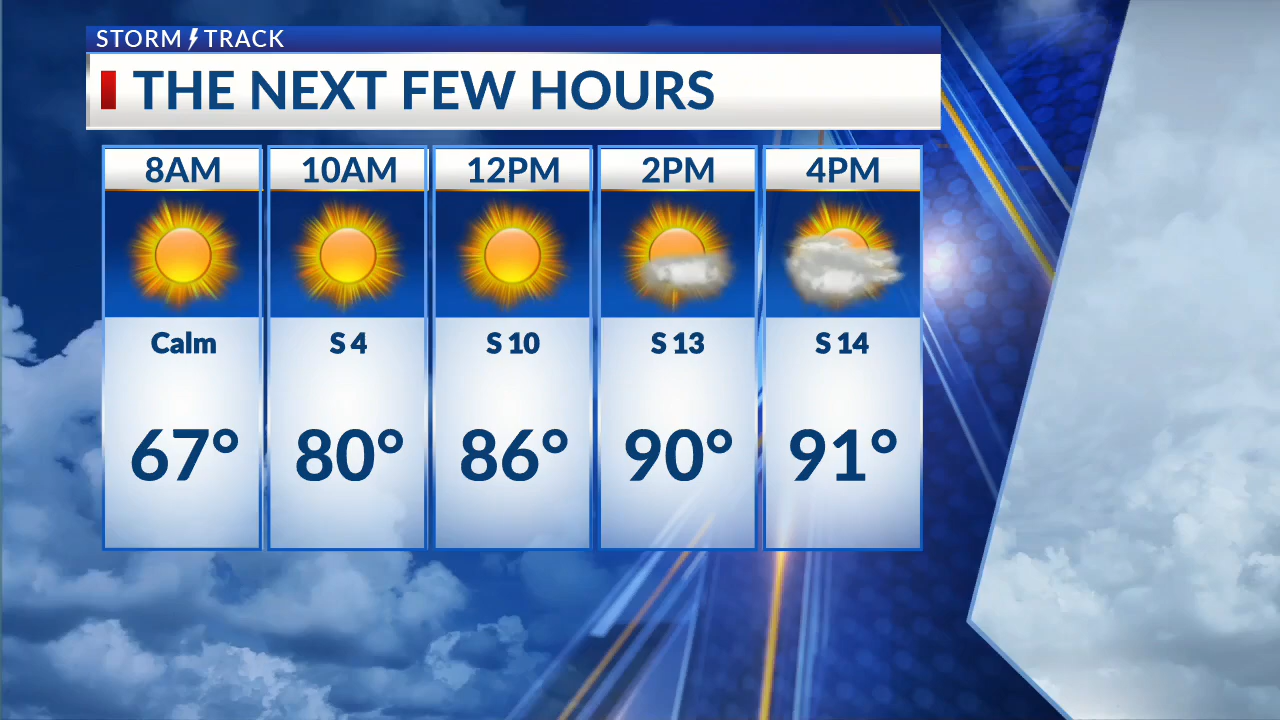 STORM TRACK
THE NEXT FEW HOURS
8AM 10AM 12PM 2PM 4PM
Calm S 4 S 10 S 13 S 14
67° 80° 86° 90° 91°